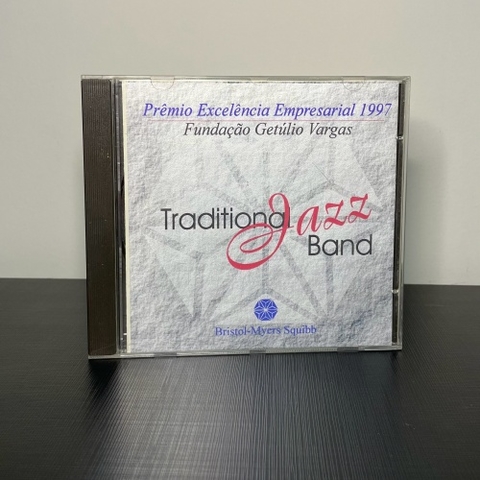 Prêmio Excelência Empresarial 1997
Fundação Getúlio Vargas
Traditional Jazz
Band
Bristol-Myers Squibb